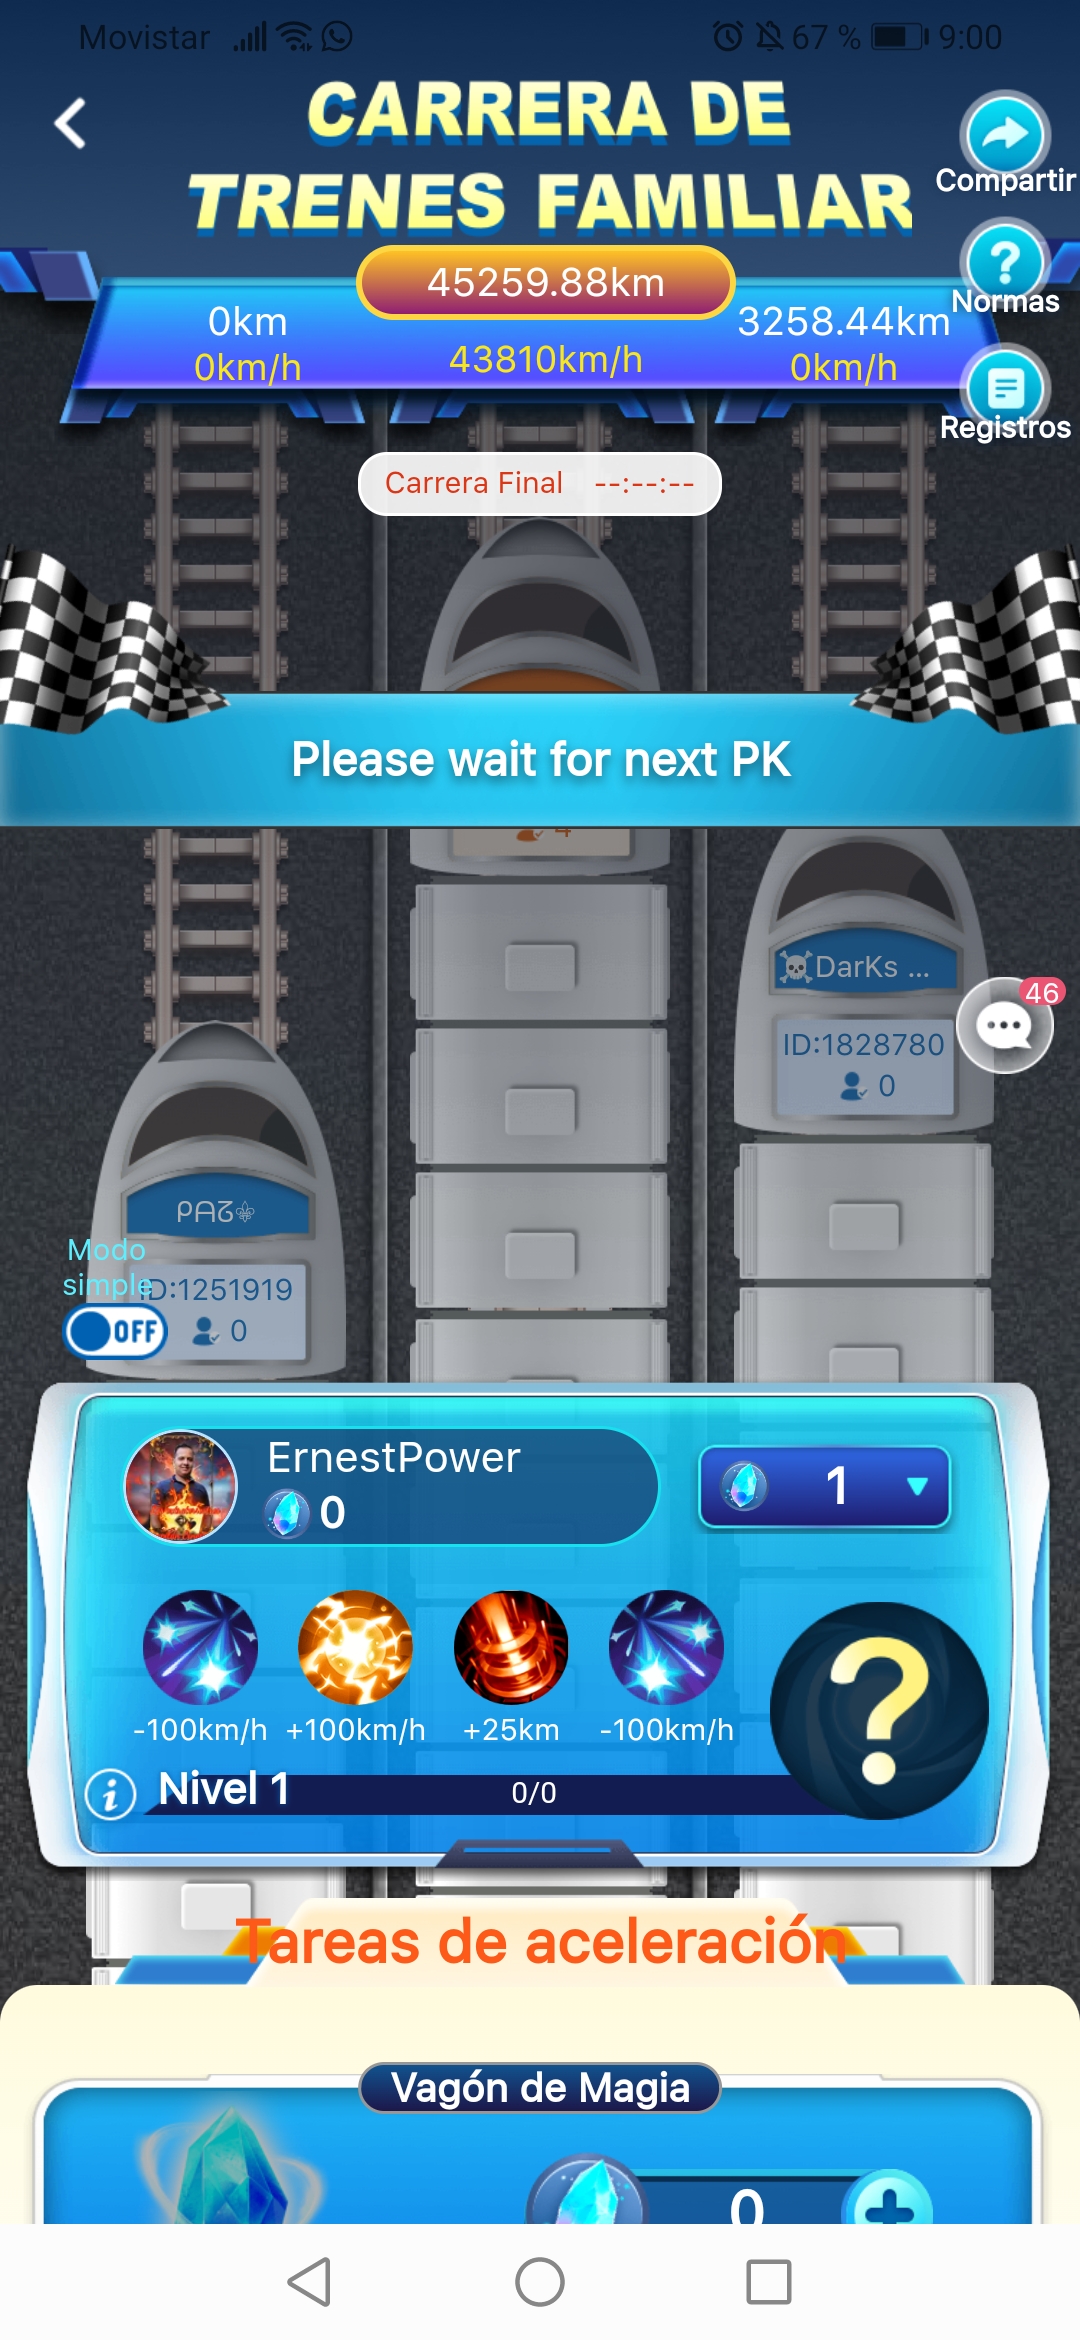 Movistar 67 % 9:00
CARRERA DE
TRENES FAMILIAR
Compartir
Normas
Registros
45259.88km
0km
0km/h
43810km/h
3258.44km
0km/h
Carrera Final --:--:--
Please wait for next PK
4
☠DarKs ...
ID:1828780
0
46
ᑭᗩᘔ⚜
Modo
simple
ID:1251919
OFF
0
ErnestPower
0
1
-100km/h +100km/h +25km -100km/h
?
i Nivel 1 0/0
Tareas de aceleración
Vagón de Magia
0